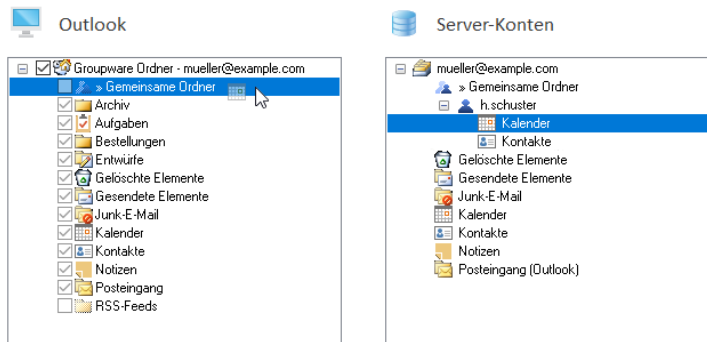 Outlook
Groupware Ordner - mueller@example.com
» Gemeinsame Ordner
Archiv
Aufgaben
Bestellungen
Entwürfe
Gelöschte Elemente
Gesendete Elemente
Junk-E-Mail
Kalender
Kontakte
Notizen
Posteingang
RSS-Feeds
Server-Konten
mueller@example.com
» Gemeinsame Ordner
h.schuster
Kalender
Kontakte
Gelöschte Elemente
Gesendete Elemente
Junk-E-Mail
Kalender
Kontakte
Notizen
Posteingang (Outlook)